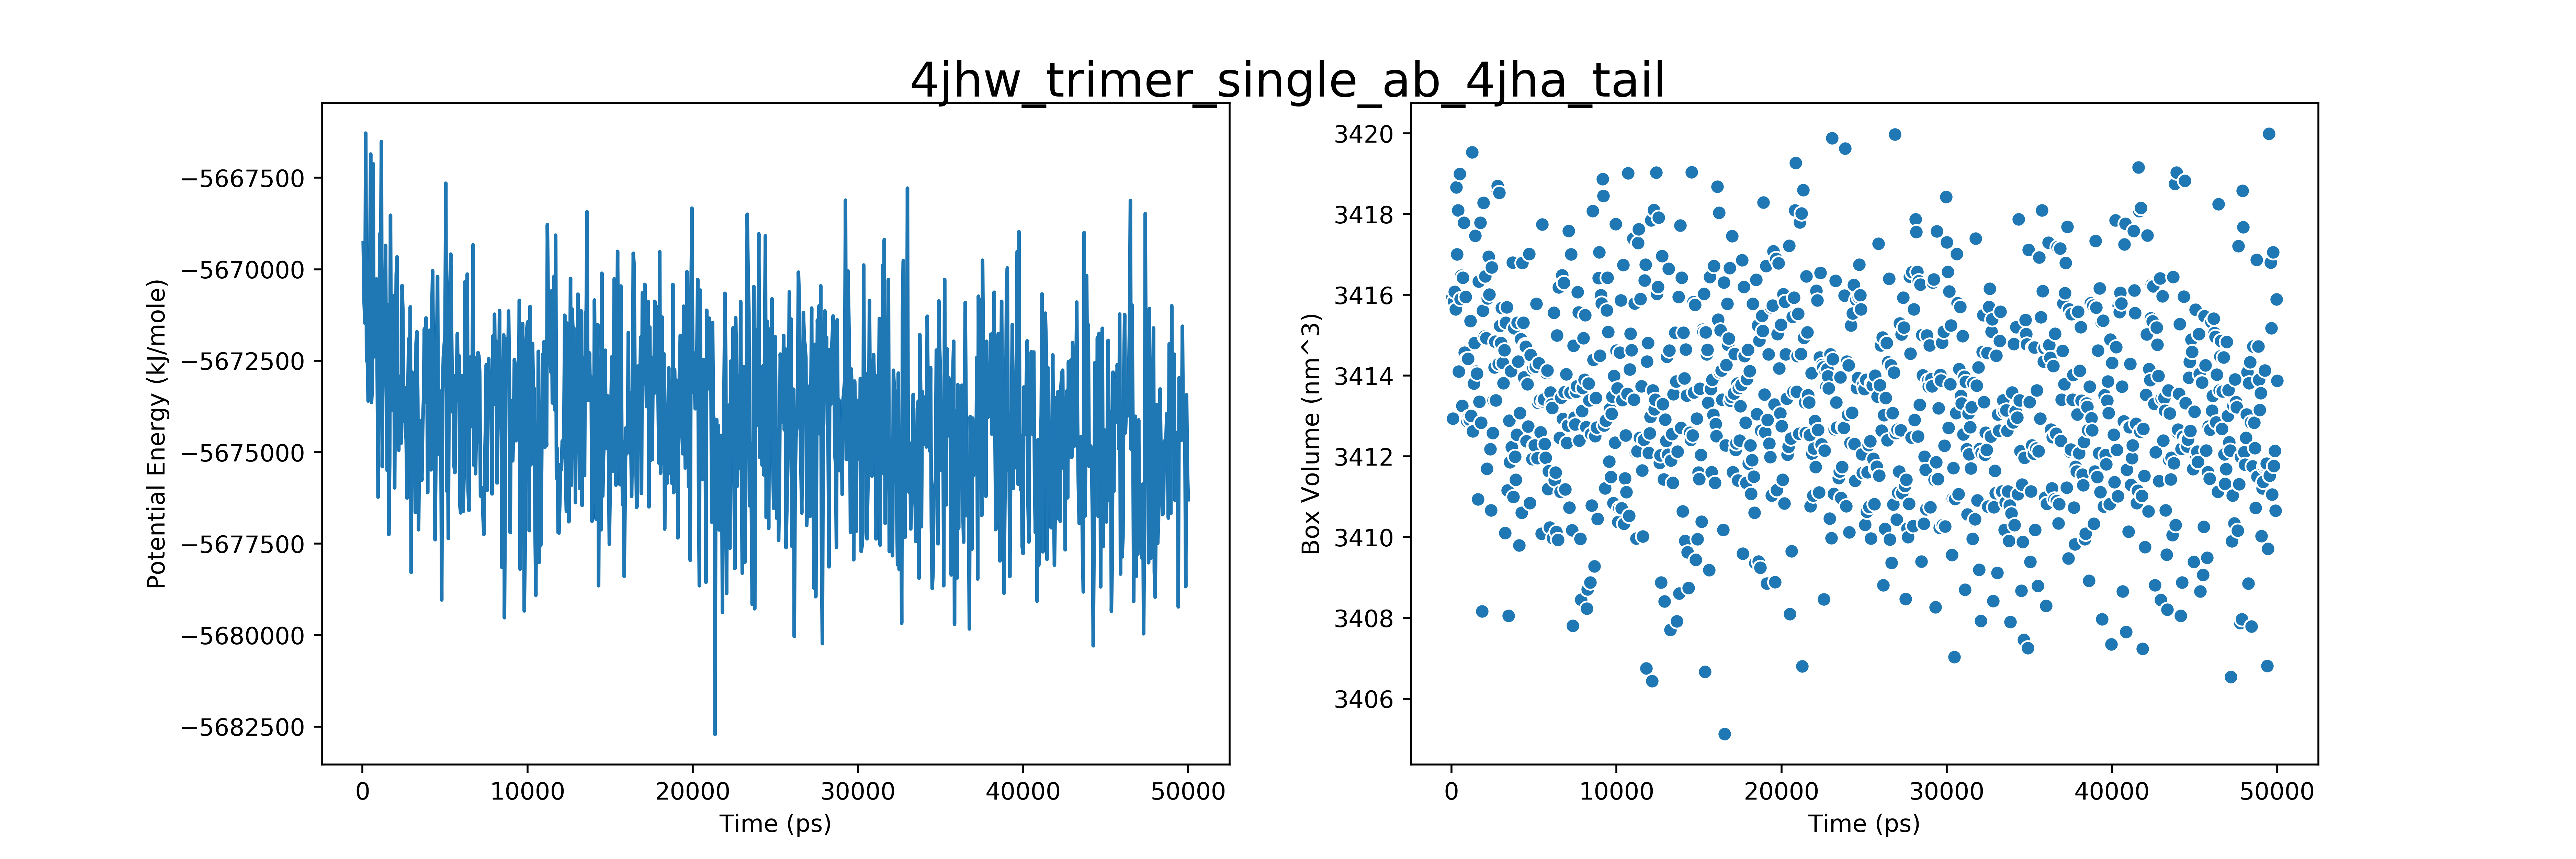 4jhw_trimer_single_ab_4jha_tail
Potential Energy (kJ/mole)
−5667500
−5670000
−5672500
−5675000
−5677500
−5680000
−5682500
0 10000 20000 30000 40000 50000
Time (ps)
Box Volume (nm^3)
3420
3418
3416
3414
3412
3410
3408
3406
0 10000 20000 30000 40000 50000
Time (ps)